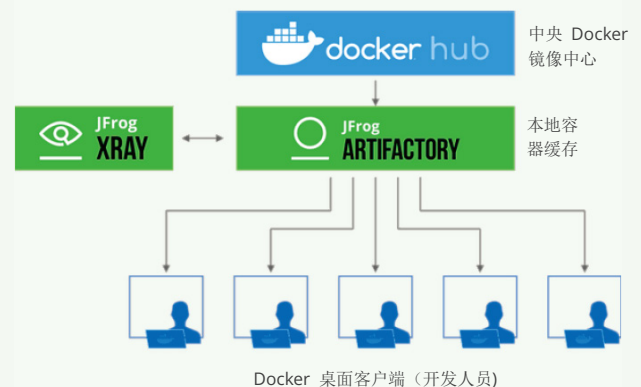 docker hub
中央 Docker
镜像中心
JFrog
XRAY
JFrog
ARTIFACTORY
本地容
器缓存
Docker 桌面客户端（开发人员)